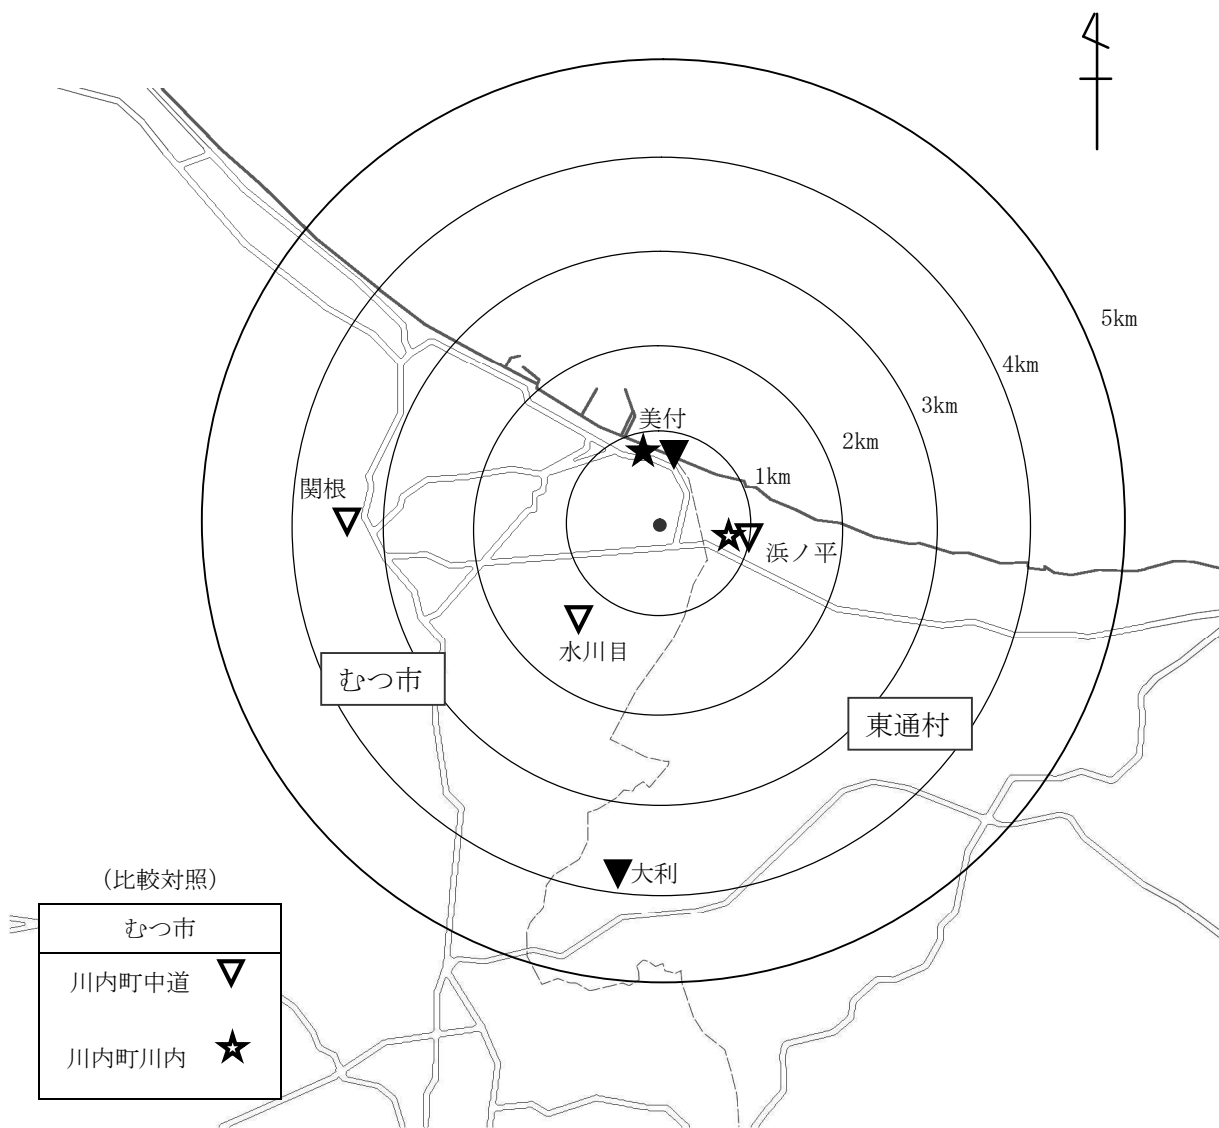 5km
4km
3km
美付
2km
1km
関根
浜ノ平
水川目
むつ市
東通村
大利
(比較対照)
むつ市
川内町中道
川内町川内